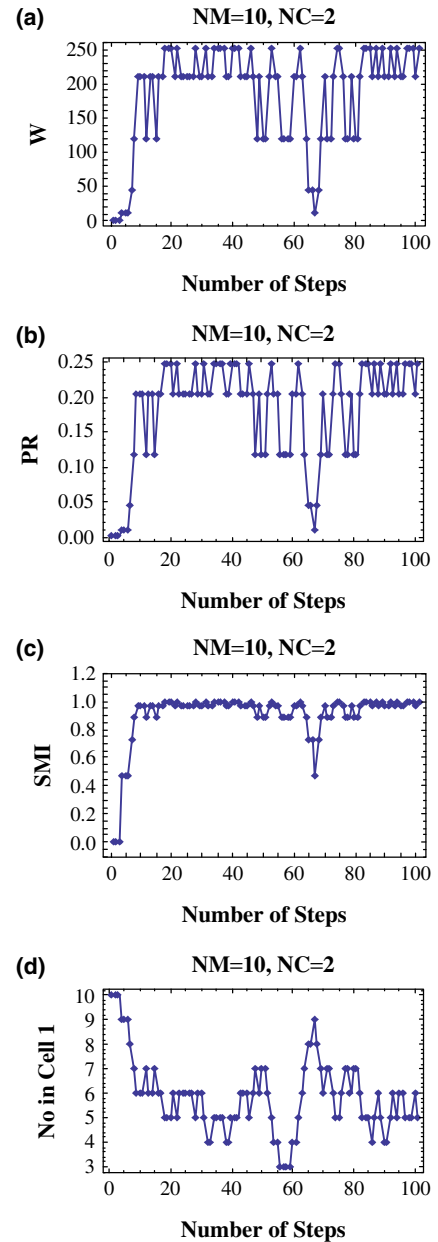 (a) NM=10, NC=2
250
200
150
100
50
0
W
0 20 40 60 80 100
Number of Steps
(b) NM=10, NC=2
0.25
0.20
0.15
0.10
0.05
0.00
PR
0 20 40 60 80 100
Number of Steps
(c) NM=10, NC=2
1.2
1.0
0.8
0.6
0.4
0.2
0.0
SMI
0 20 40 60 80 100
Number of Steps
(d) NM=10, NC=2
10
9
8
7
6
5
4
3
No in Cell 1
0 20 40 60 80 100
Number of Steps